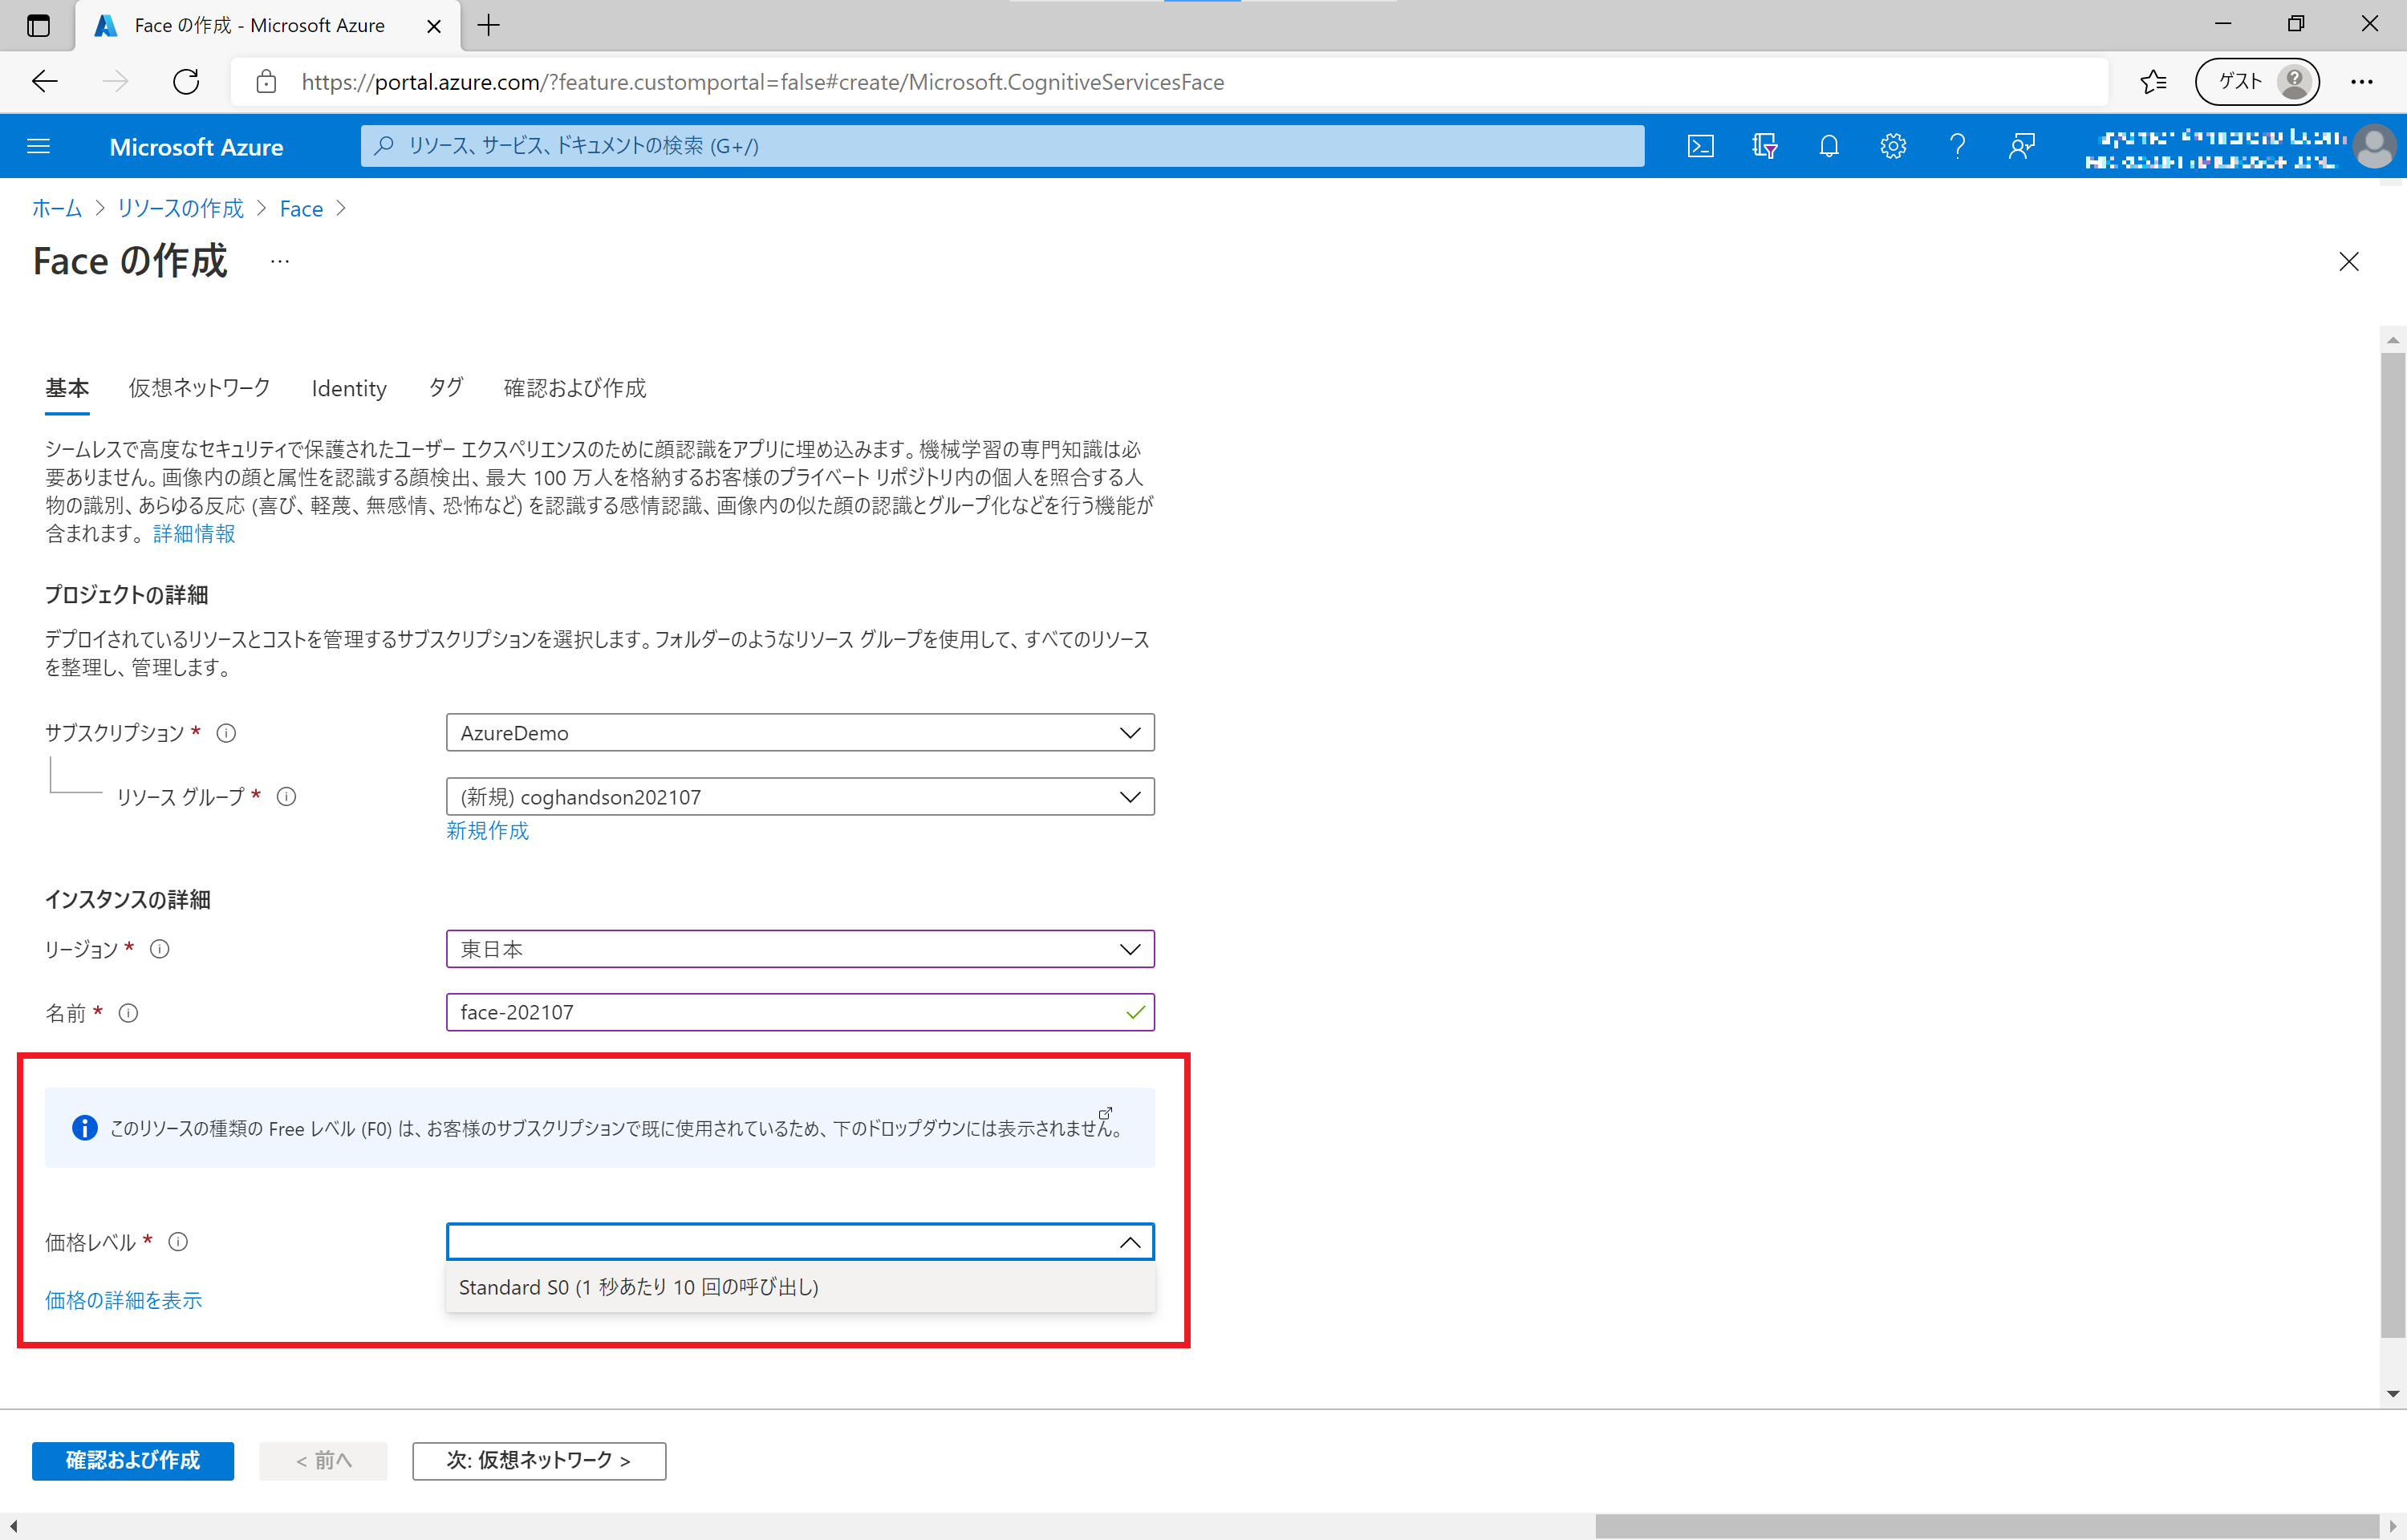 Face の作成 - Microsoft Azure
https://portal.azure.com/?feature.customportal=false#create/Microsoft.CognitiveServicesFace
ゲスト
Microsoft Azure
リソース、サービス、ドキュメントの検索 (G+/)
ホーム > リソースの作成 > Face >
Face の作成 ...
基本 仮想ネットワーク Identity タグ 確認および作成
シームレスで高度なセキュリティで保護されたユーザー エクスペリエンスのために顔認識をアプリに埋め込みます。機械学習の専門知識は必
要ありません。画像内の顔と属性を認識する顔検出、最大 100 万人を格納するお客様のプライベート リポジトリ内の個人を照合する人
物の識別、あらゆる反応 (喜び、軽蔑、無感情、恐怖など) を認識する感情認識、画像内の似た顔の認識とグループ化などを行う機能が
含まれます。 詳細情報
プロジェクトの詳細
デプロイされているリソースとコストを管理するサブスクリプションを選択します。フォルダーのようなリソース グループを使用して、すべてのリソース
を整理し、管理します。
サブスクリプション * AzureDemo
リソース グループ * (新規) coghandson202107
新規作成
インスタンスの詳細
リージョン * 東日本
名前 * face-202107
このリソースの種類の Free レベル (F0) は、お客様のサブスクリプションで既に使用されているため、下のドロップダウンには表示されません。
価格レベル *
Standard S0 (1 秒あたり 10 回の呼び出し)
価格の詳細を表示
確認および作成 < 前へ 次: 仮想ネットワーク >